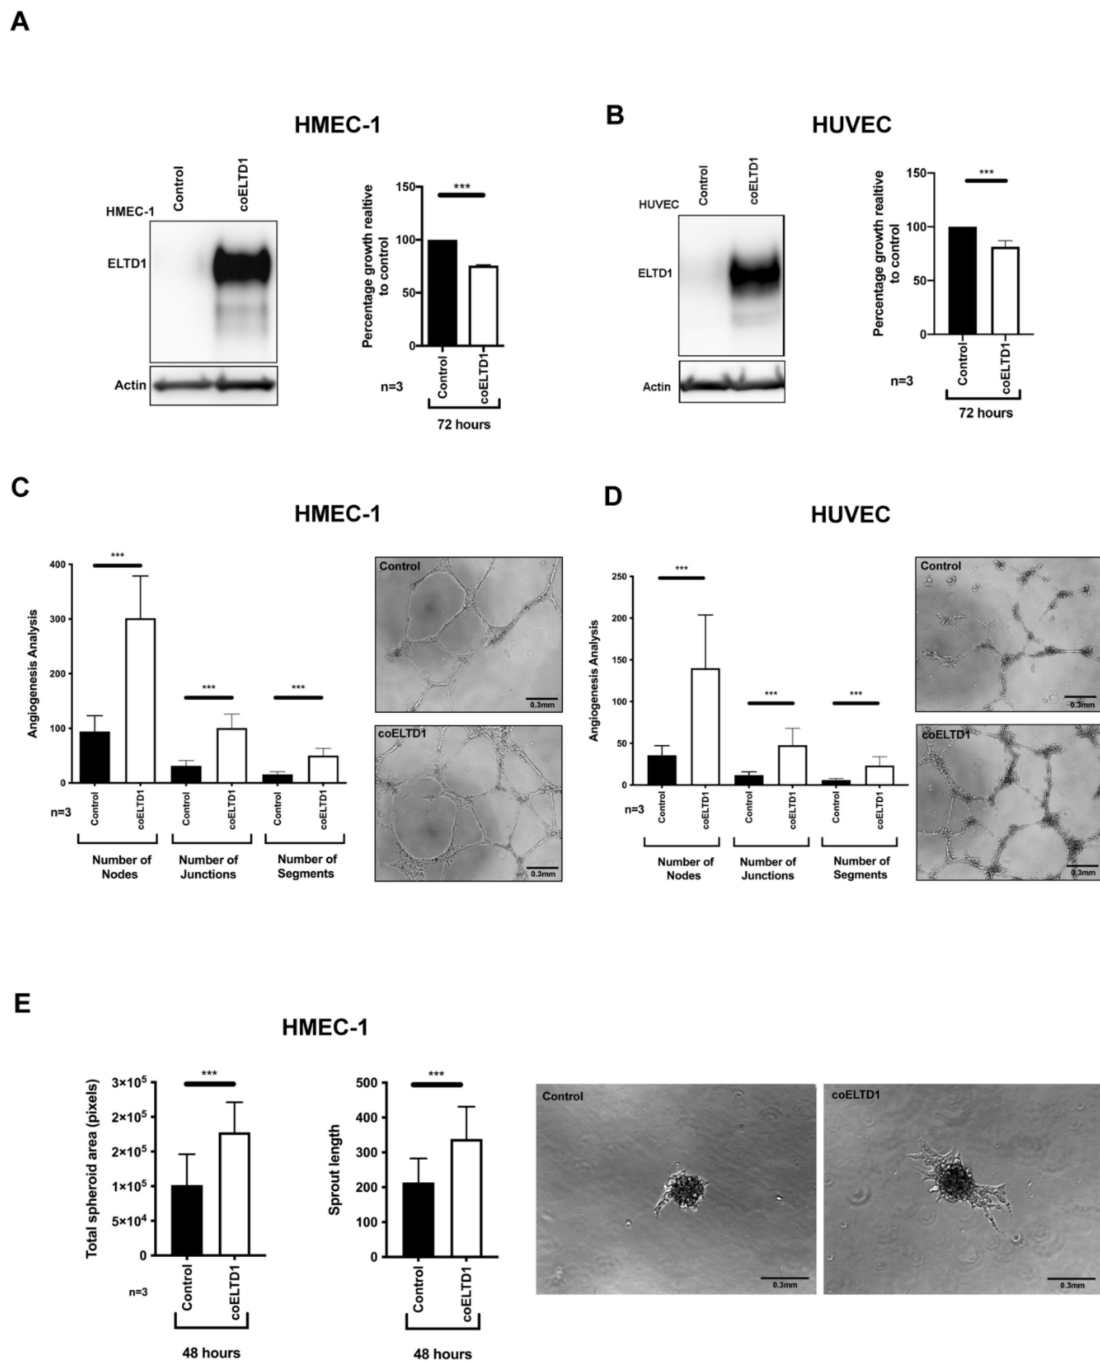 A
HMEC-1
Control
coELTD1
HMEC-1
ELTD1
Actin
Percentage growth realtive
to control
150
100
50
0
***
Control
coELTD1
n=3
72 hours
B
HUVEC
Control
coELTD1
HUVEC
ELTD1
Actin
Percentage growth realtive
to control
150
100
50
0
***
Control
coELTD1
n=3
72 hours
C
HMEC-1
Angiogenesis Analysis
400
300
200
100
0
***
***
***
n=3
Control
coELTD1
Control
coELTD1
Control
coELTD1
Number of
Nodes
Number of
Junctions
Number of
Segments
Control
0.3mm
coELTD1
0.3mm
D
HUVEC
Angiogenesis Analysis
250
200
150
100
50
0
***
***
***
n=3
Control
coELTD1
Control
coELTD1
Control
coELTD1
Number of
Nodes
Number of
Junctions
Number of
Segments
Control
0.3mm
coELTD1
0.3mm
E
HMEC-1
Total spheroid area (pixels)
3×10⁵
2×10⁵
2×10⁵
1×10⁵
5×10⁴
0
***
n=3
Control
coELTD1
48 hours
Sprout length
500
400
300
200
100
0
***
Control
coELTD1
48 hours
Control
0.3mm
coELTD1
0.3mm